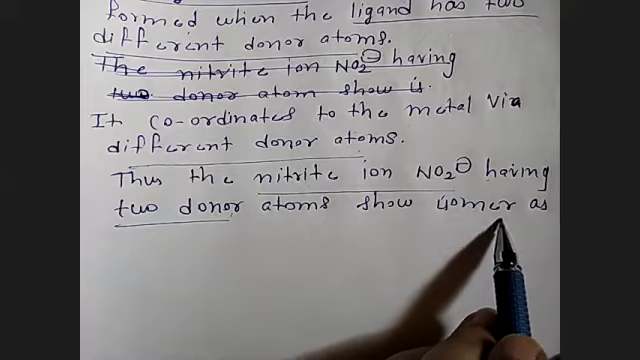 formed when the ligand has two
different donor atoms.
The nitrite ion NO2⊖ having
two donor atom show is.
It co-ordinates to the metal via
different donor atoms.
Thus the nitrite ion NO2⊖ having
two donor atoms show isomer as